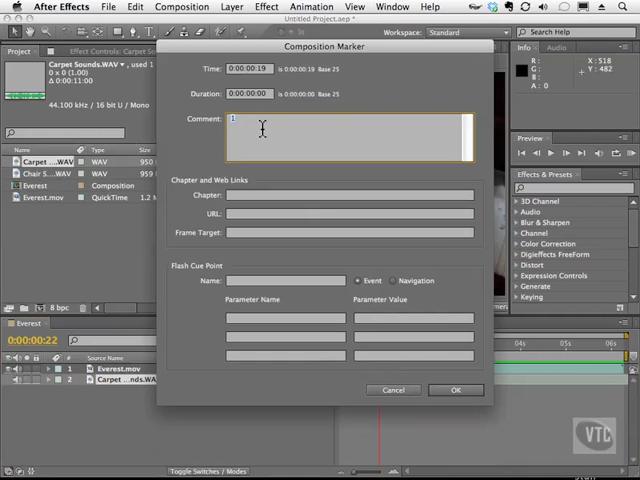 After Effects File Edit Composition Layer Effect Animation View Window Help
Untitled Project.aep *
Workspace: Standard Search Help
Project Effect Controls: Carpet Sounds.WAV
Carpet Sounds.WAV , used 1
0 x 0 (1.00)
Δ 0:00:11:00
44.100 kHz / 16 bit U / Mono
Name Type Size
Carpet ....WAV WAV 950
Chair S....WAV WAV 590
Everest Composition
Everest.mov QuickTime 1.2 M
8 bpc
Composition Marker
Time: 0:00:00:19 is 0:00:00:19 Base 25
Duration: 0:00:00:00 is 0:00:00:00 Base 25
Comment: 1
Chapter and Web Links
Chapter:
URL:
Frame Target:
Flash Cue Point
Name: Event Navigation
Parameter Name Parameter Value
Cancel OK
Info Audio
R : X : 518
G : Y : 482
B :
A : 0
Preview
Effects & Presets
3D Channel
Audio
Blur & Sharpen
Channel
Color Correction
DigiEffects FreeForm
Distort
Expression Controls
Generate
Keying
Everest
0:00:00:22
# Source Name
1 Everest.mov
2 Carpet ...nds.WAV
04s 05s 06s
Toggle Switches / Modes
VTC